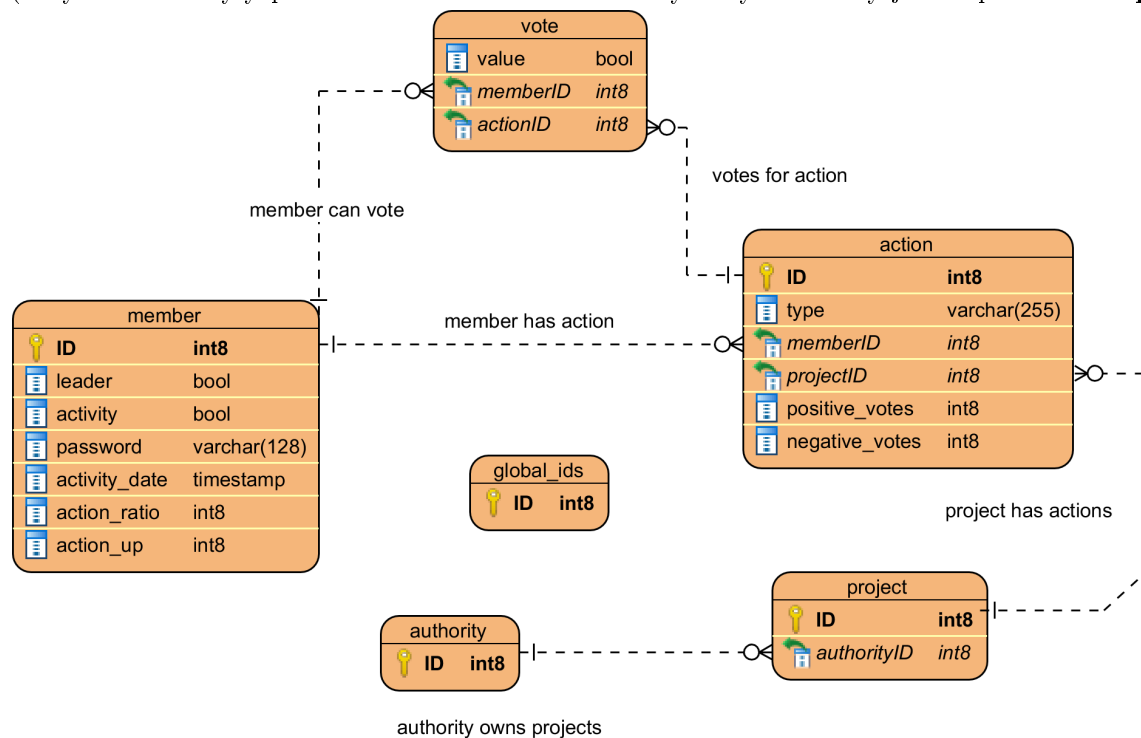 vote
value bool
memberID int8
actionID int8
votes for action
member can vote
action
ID int8
type varchar(255)
memberID int8
projectID int8
positive_votes int8
negative_votes int8
member has action
member
ID int8
leader bool
activity bool
password varchar(128)
activity_date timestamp
action_ratio int8
action_up int8
global_ids
ID int8
project has actions
project
ID int8
authorityID int8
authority
ID int8
authority owns projects